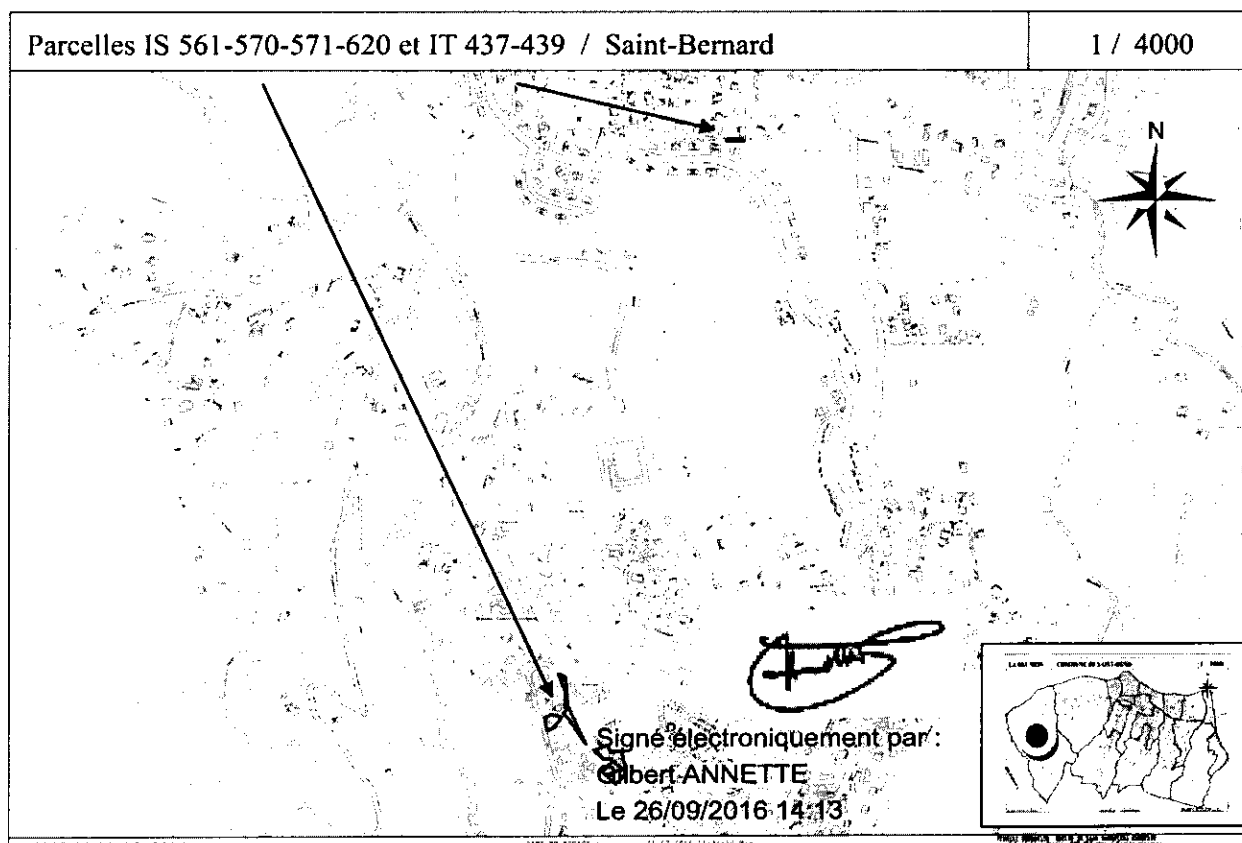 Parcelles IS 561-570-571-620 et IT 437-439 / Saint-Bernard
1 / 4000
N
Signé électroniquement par :
Gilbert ANNETTE
Le 26/09/2016 14:13